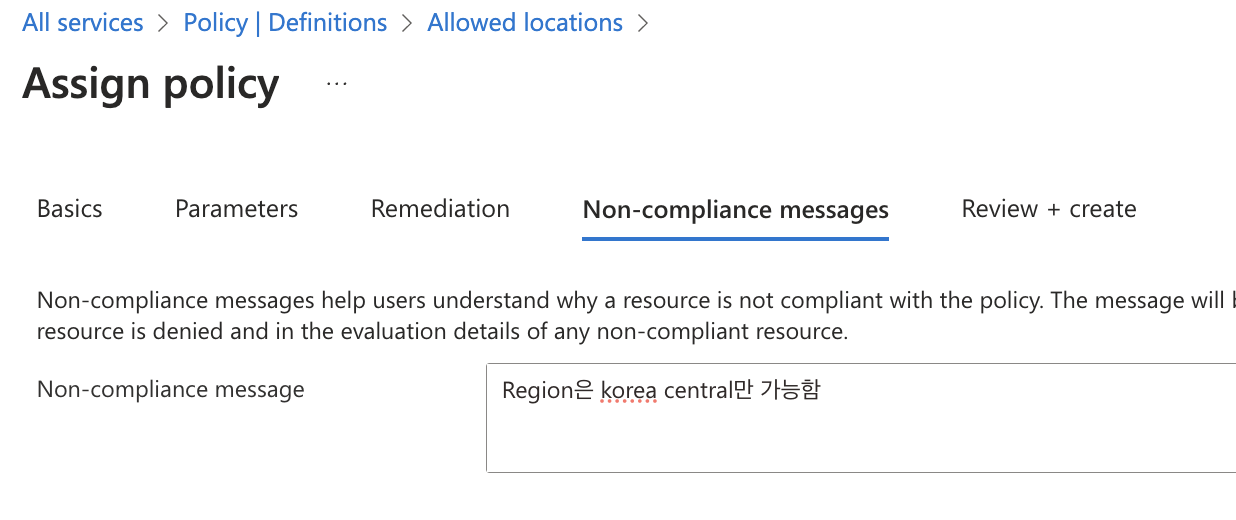 All services > Policy | Definitions > Allowed locations >
Assign policy ...
Basics Parameters Remediation Non-compliance messages Review + create
Non-compliance messages help users understand why a resource is not compliant with the policy. The message will
resource is denied and in the evaluation details of any non-compliant resource.
Non-compliance message Region은 korea central만 가능함